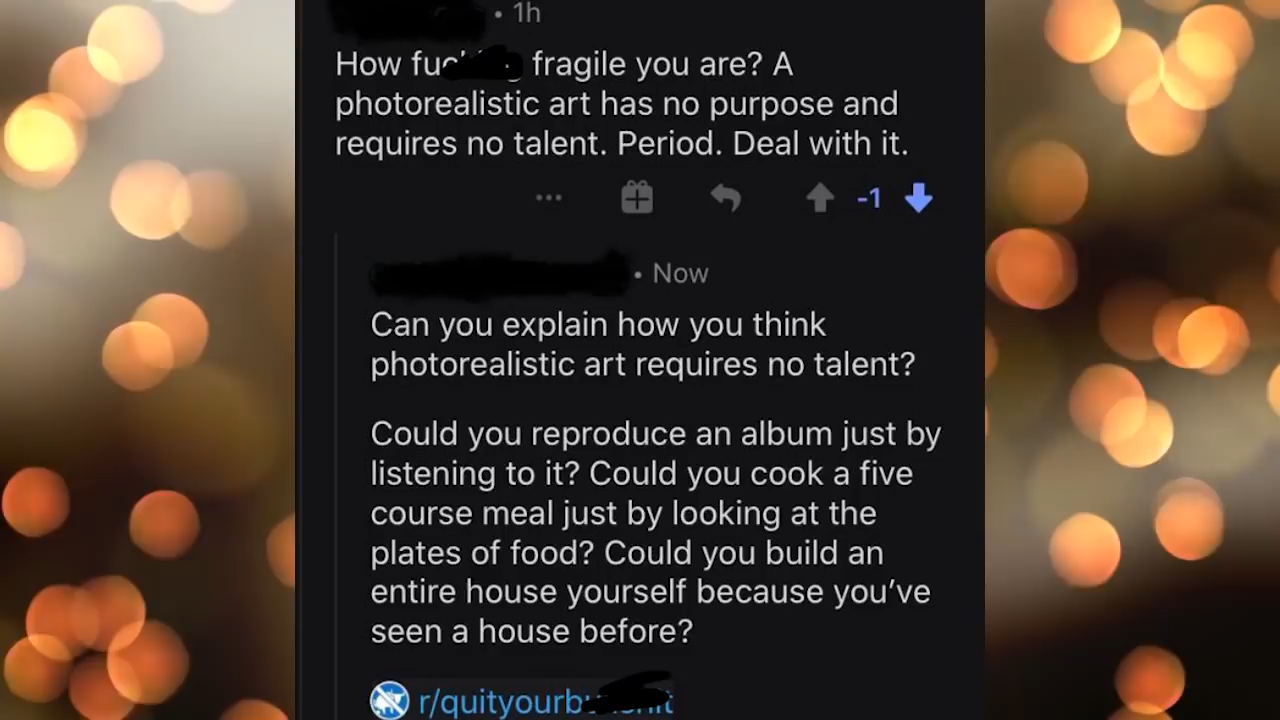 • 1h
How fragile you are? A
photorealistic art has no purpose and
requires no talent. Period. Deal with it.
-1
• Now
Can you explain how you think
photorealistic art requires no talent?
Could you reproduce an album just by
listening to it? Could you cook a five
course meal just by looking at the
plates of food? Could you build an
entire house yourself because you've
seen a house before?